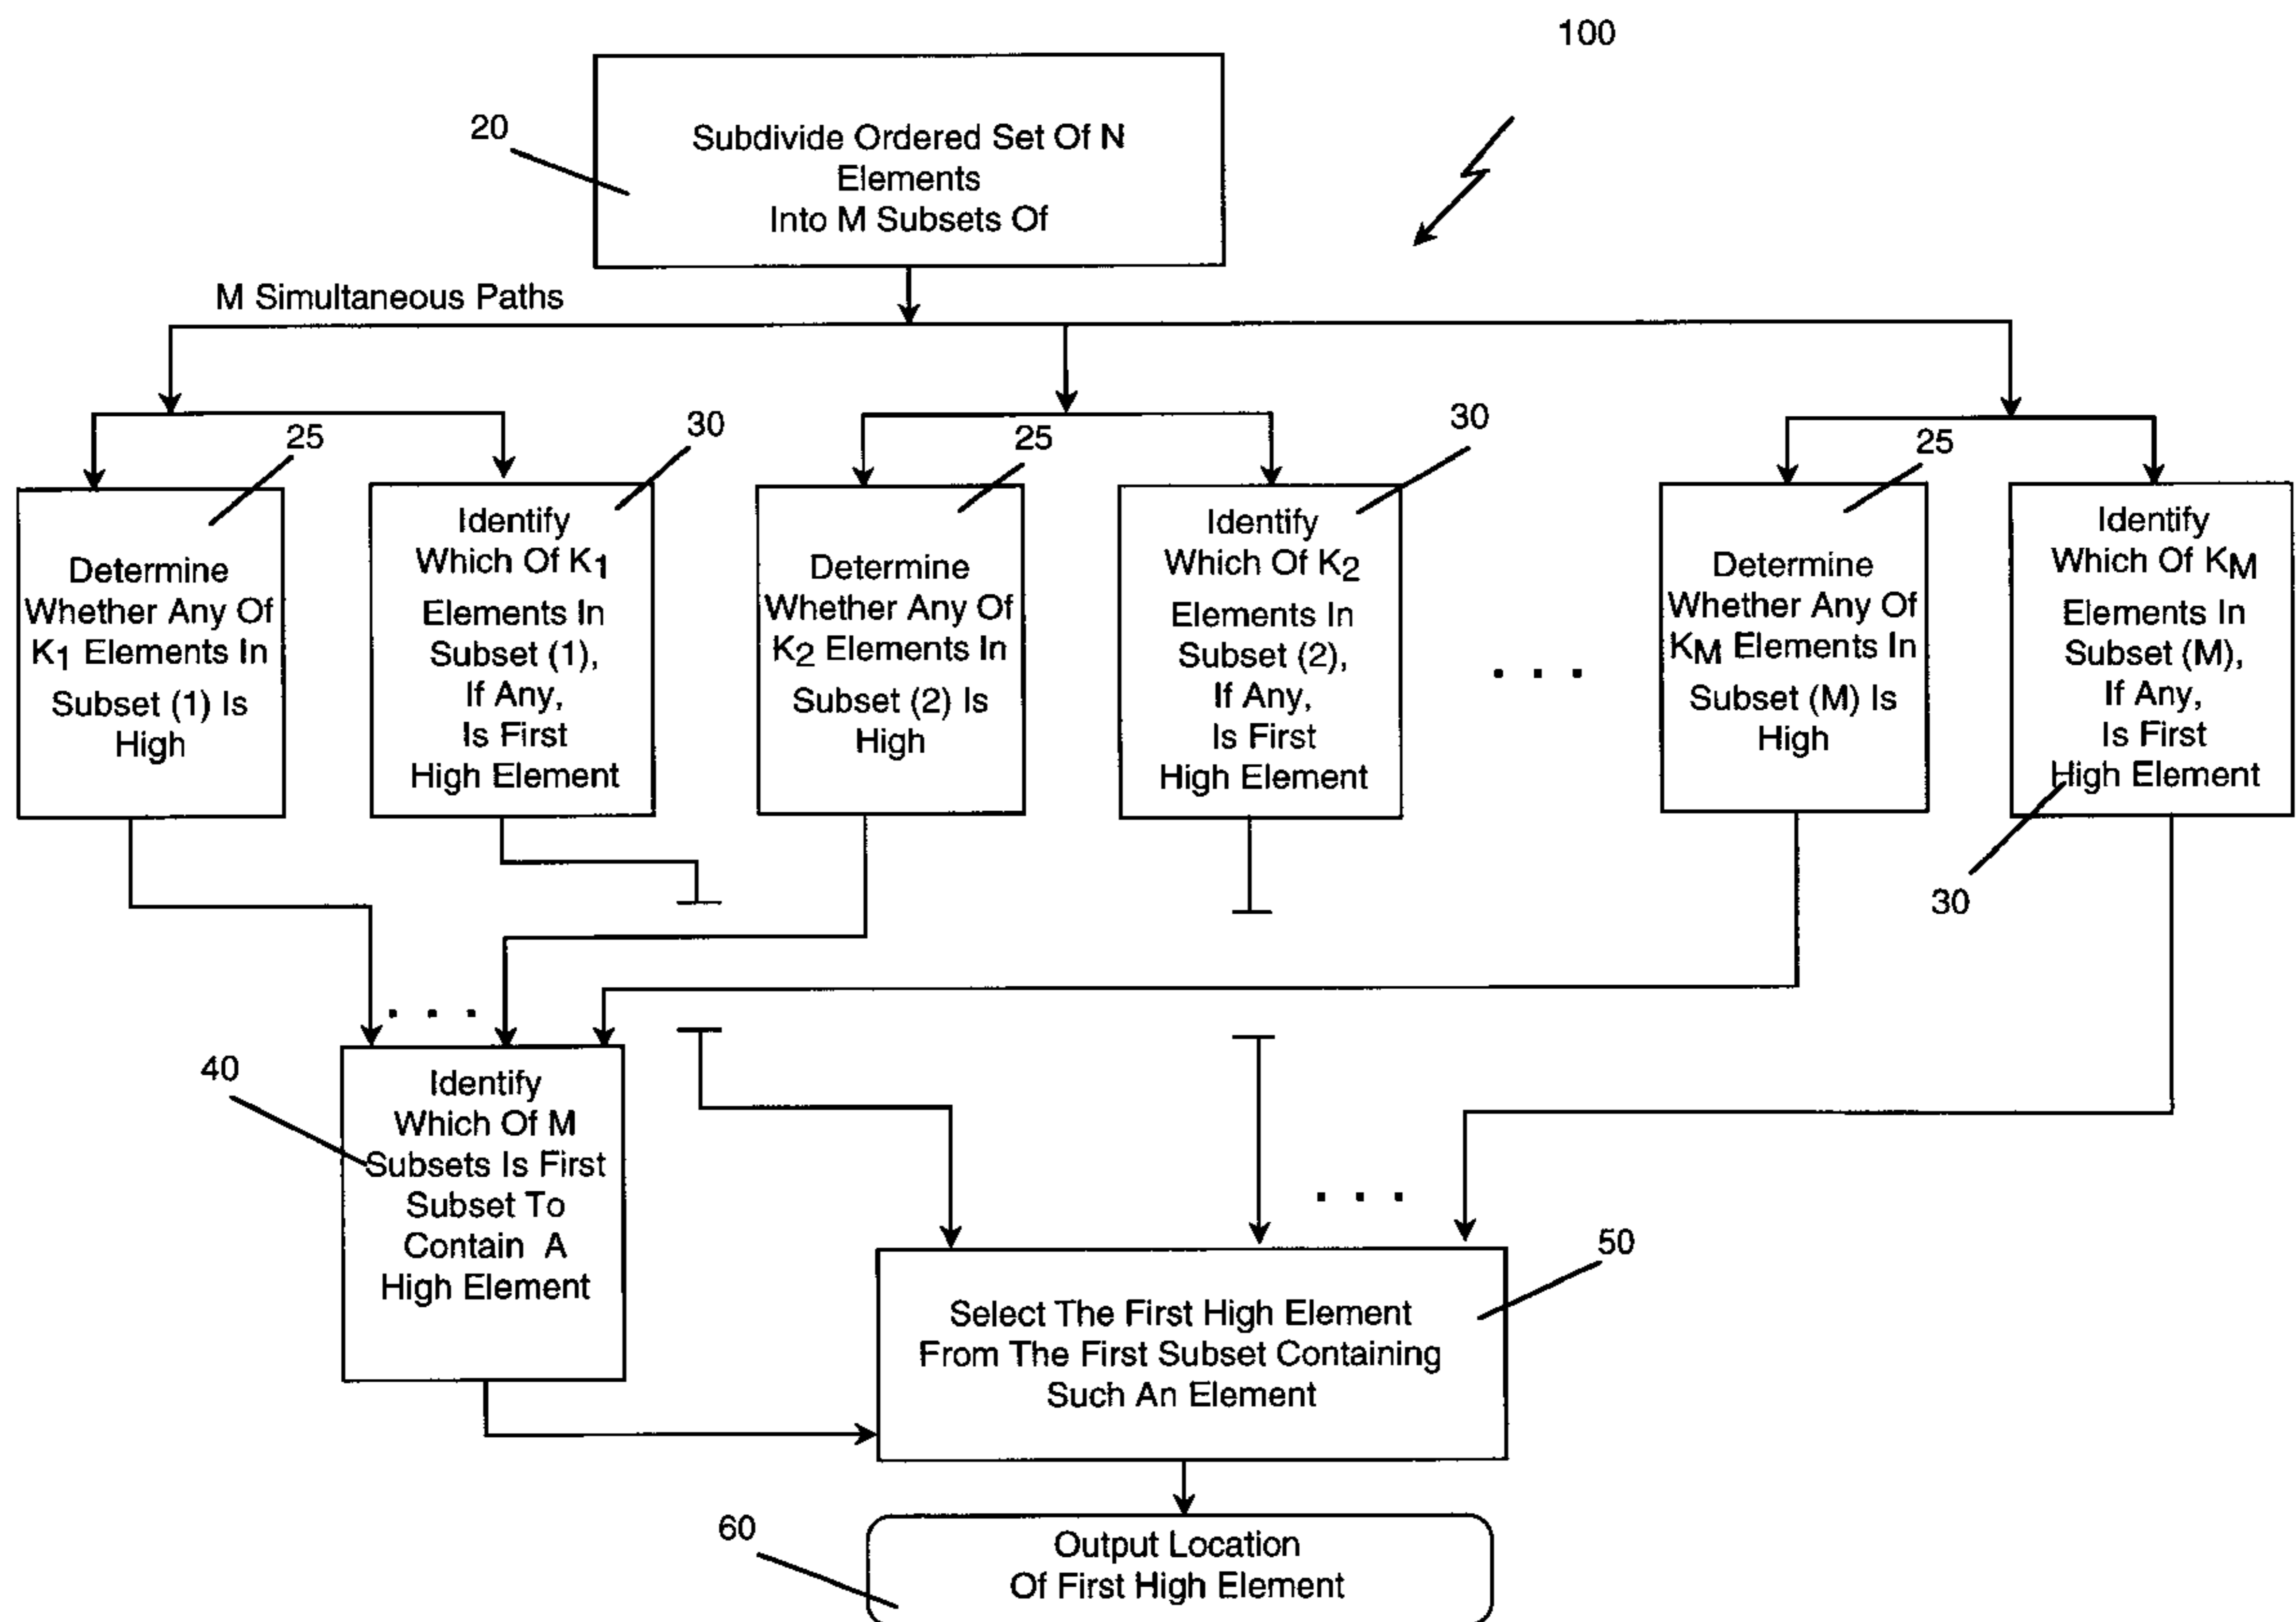 100
20
Subdivide Ordered Set Of N
Elements
Into M Subsets Of
M Simultaneous Paths
25
30
25
30
25
Determine
Whether Any Of
K1 Elements In
Subset (1) Is
High
Identify
Which Of K1
Elements In
Subset (1),
If Any,
Is First
High Element
Determine
Whether Any Of
K2 Elements In
Subset (2) Is
High
Identify
Which Of K2
Elements In
Subset (2),
If Any,
Is First
High Element
. . .
Determine
Whether Any Of
KM Elements In
Subset (M) Is
High
Identify
Which Of KM
Elements In
Subset (M),
If Any,
Is First
High Element
30
. . .
40
Identify
Which Of M
Subsets Is First
Subset To
Contain A
High Element
. . .
50
Select The First High Element
From The First Subset Containing
Such An Element
60
Output Location
Of First High Element